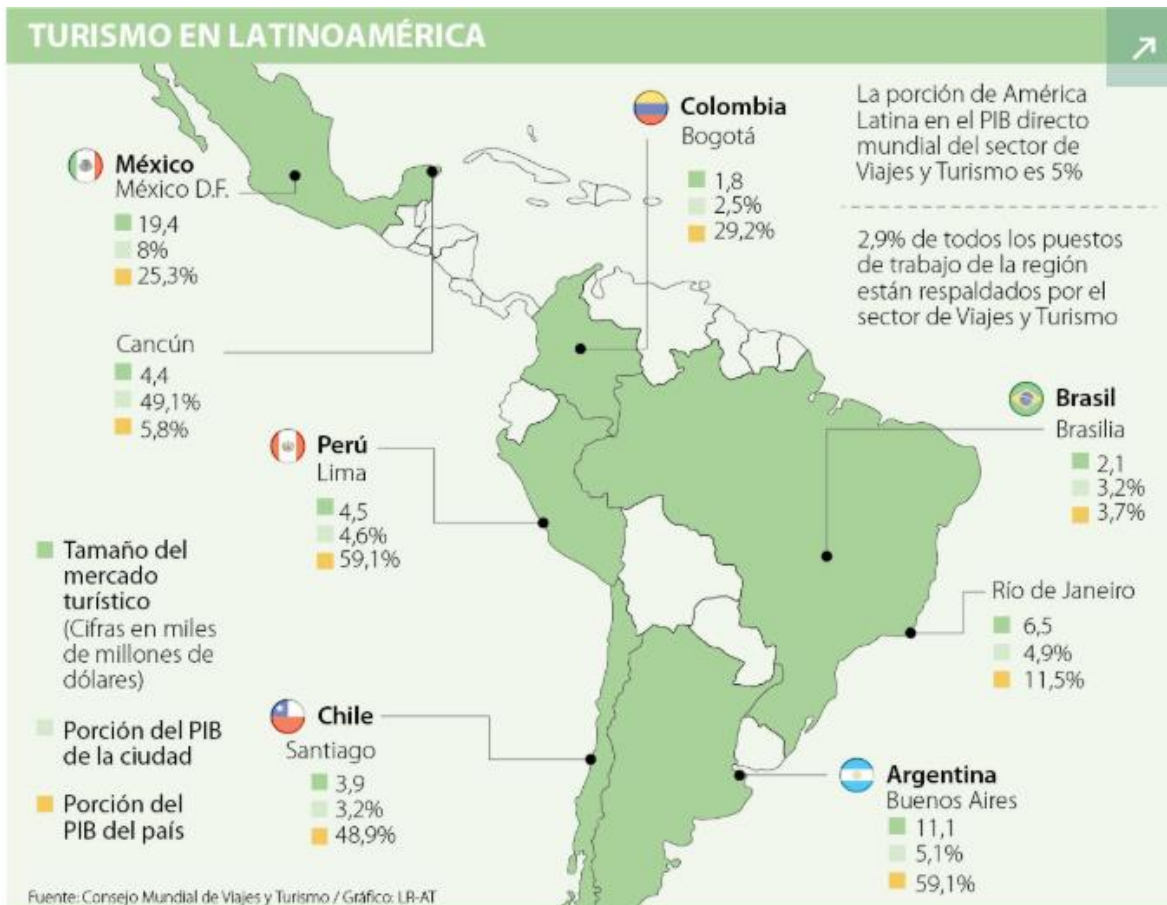 TURISMO EN LATINOAMÉRICA
México
México D.F.
19,4
8%
25,3%
Cancún
4,4
49,1%
5,8%
Colombia
Bogotá
1,8
2,5%
29,2%
La porción de América
Latina en el PIB directo
mundial del sector de
Viajes y Turismo es 5%
2,9% de todos los puestos
de trabajo de la región
están respaldados por el
sector de Viajes y Turismo
Perú
Lima
4,5
4,6%
59,1%
Brasil
Brasilia
2,1
3,2%
3,7%
Río de Janeiro
6,5
4,9%
11,5%
Chile
Santiago
3,9
3,2%
48,9%
Argentina
Buenos Aires
11,1
5,1%
59,1%
Tamaño del
mercado
turístico
(Cifras en miles
de millones de
dólares)
Porción del PIB
de la ciudad
Porción del
PIB del país
Fuente: Consejo Mundial de Viajes y Turismo / Gráfico: LR-AT